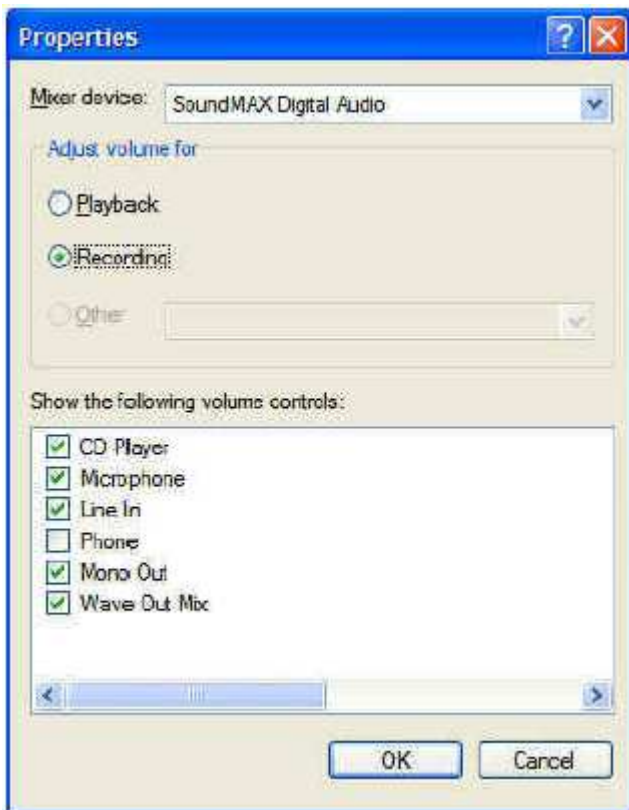 Properties
Mixer device: SoundMAX Digital Audio
Adjust volume for
Playback
Recording
Other
Show the following volume controls:
CD Player
Microphone
Line In
Phone
Mono Out
Wave Out Mix
OK Cancel